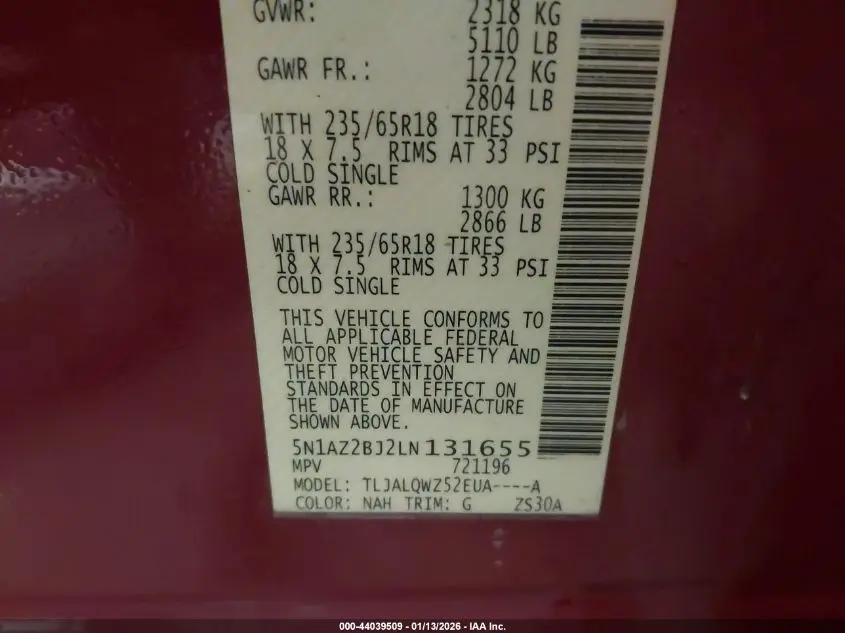 GVWR: 2318 KG
5110 LB
GAWR FR.: 1272 KG
2804 LB
WITH 235/65R18 TIRES
18 X 7.5 RIMS AT 33 PSI
COLD SINGLE
GAWR RR.: 1300 KG
2866 LB
WITH 235/65R18 TIRES
18 X 7.5 RIMS AT 33 PSI
COLD SINGLE
THIS VEHICLE CONFORMS TO
ALL APPLICABLE FEDERAL
MOTOR VEHICLE SAFETY AND
THEFT PREVENTION
STANDARDS IN EFFECT ON
THE DATE OF MANUFACTURE
SHOWN ABOVE.
5N1AZ2BJ2LN131655
MPV 721196
MODEL: TLJALQWZ52EUA----A
COLOR: NAH TRIM: G ZS30A
000-44039509 - 01/13/2026 - IAA Inc.